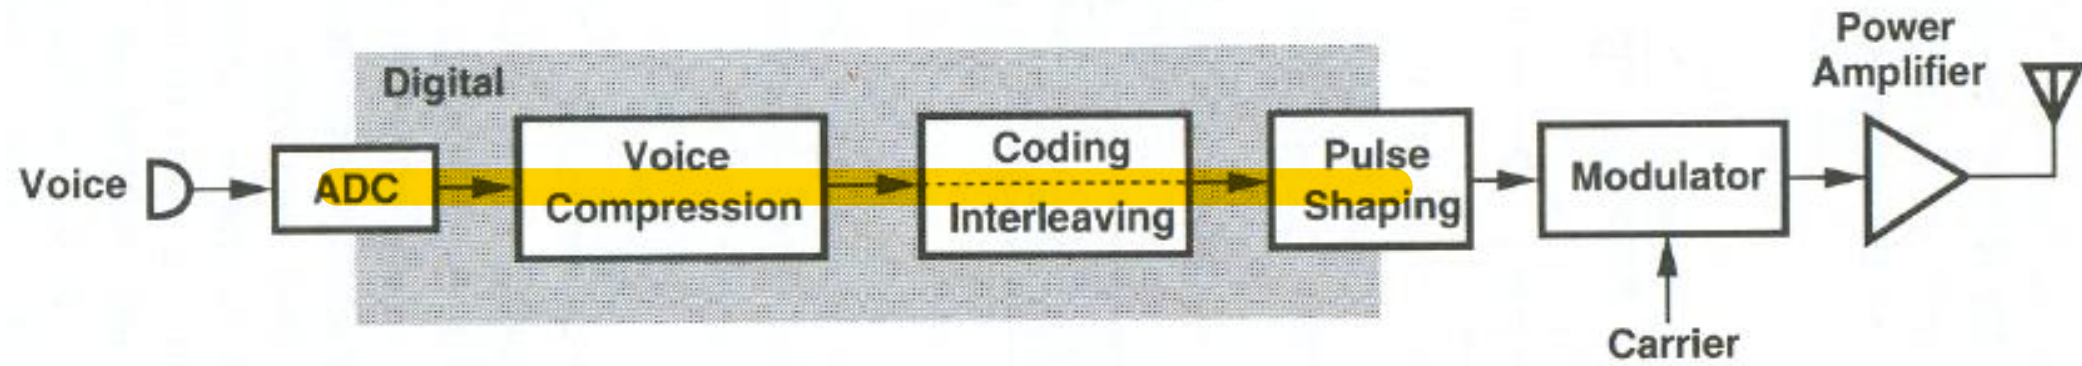 Digital
Voice
ADC
Voice
Compression
Coding
Interleaving
Pulse
Shaping
Modulator
Carrier
Power
Amplifier